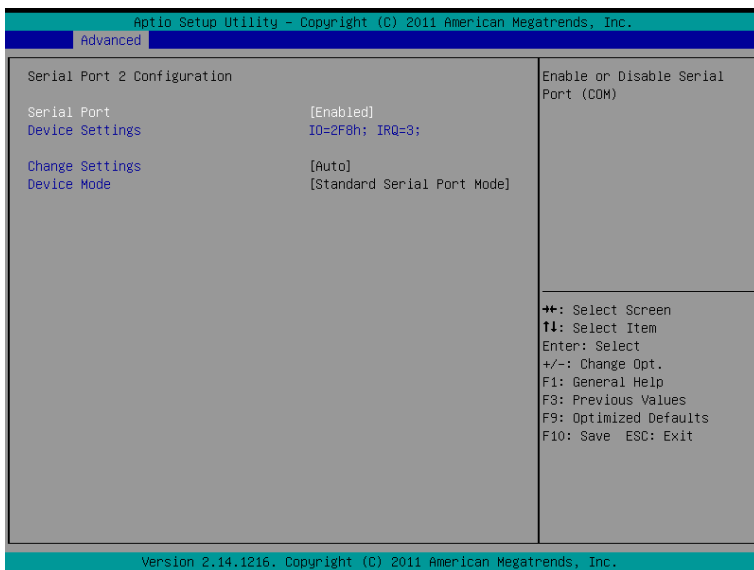 Aptio Setup Utility – Copyright (C) 2011 American Megatrends, Inc.
Advanced
Serial Port 2 Configuration
Serial Port [Enabled]
Device Settings IO=2F8h; IRQ=3;
Change Settings [Auto]
Device Mode [Standard Serial Port Mode]
Enable or Disable Serial
Port (COM)
→←: Select Screen
↑↓: Select Item
Enter: Select
+/-: Change Opt.
F1: General Help
F3: Previous Values
F9: Optimized Defaults
F10: Save ESC: Exit
Version 2.14.1216. Copyright (C) 2011 American Megatrends, Inc.